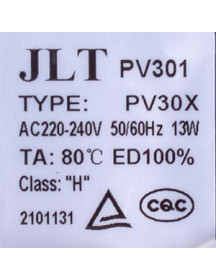 JLT PV301
TYPE: PV30X
AC220-240V 50/60Hz 13W
TA: 80℃ ED100%
Class: "H"
2101131 CQC